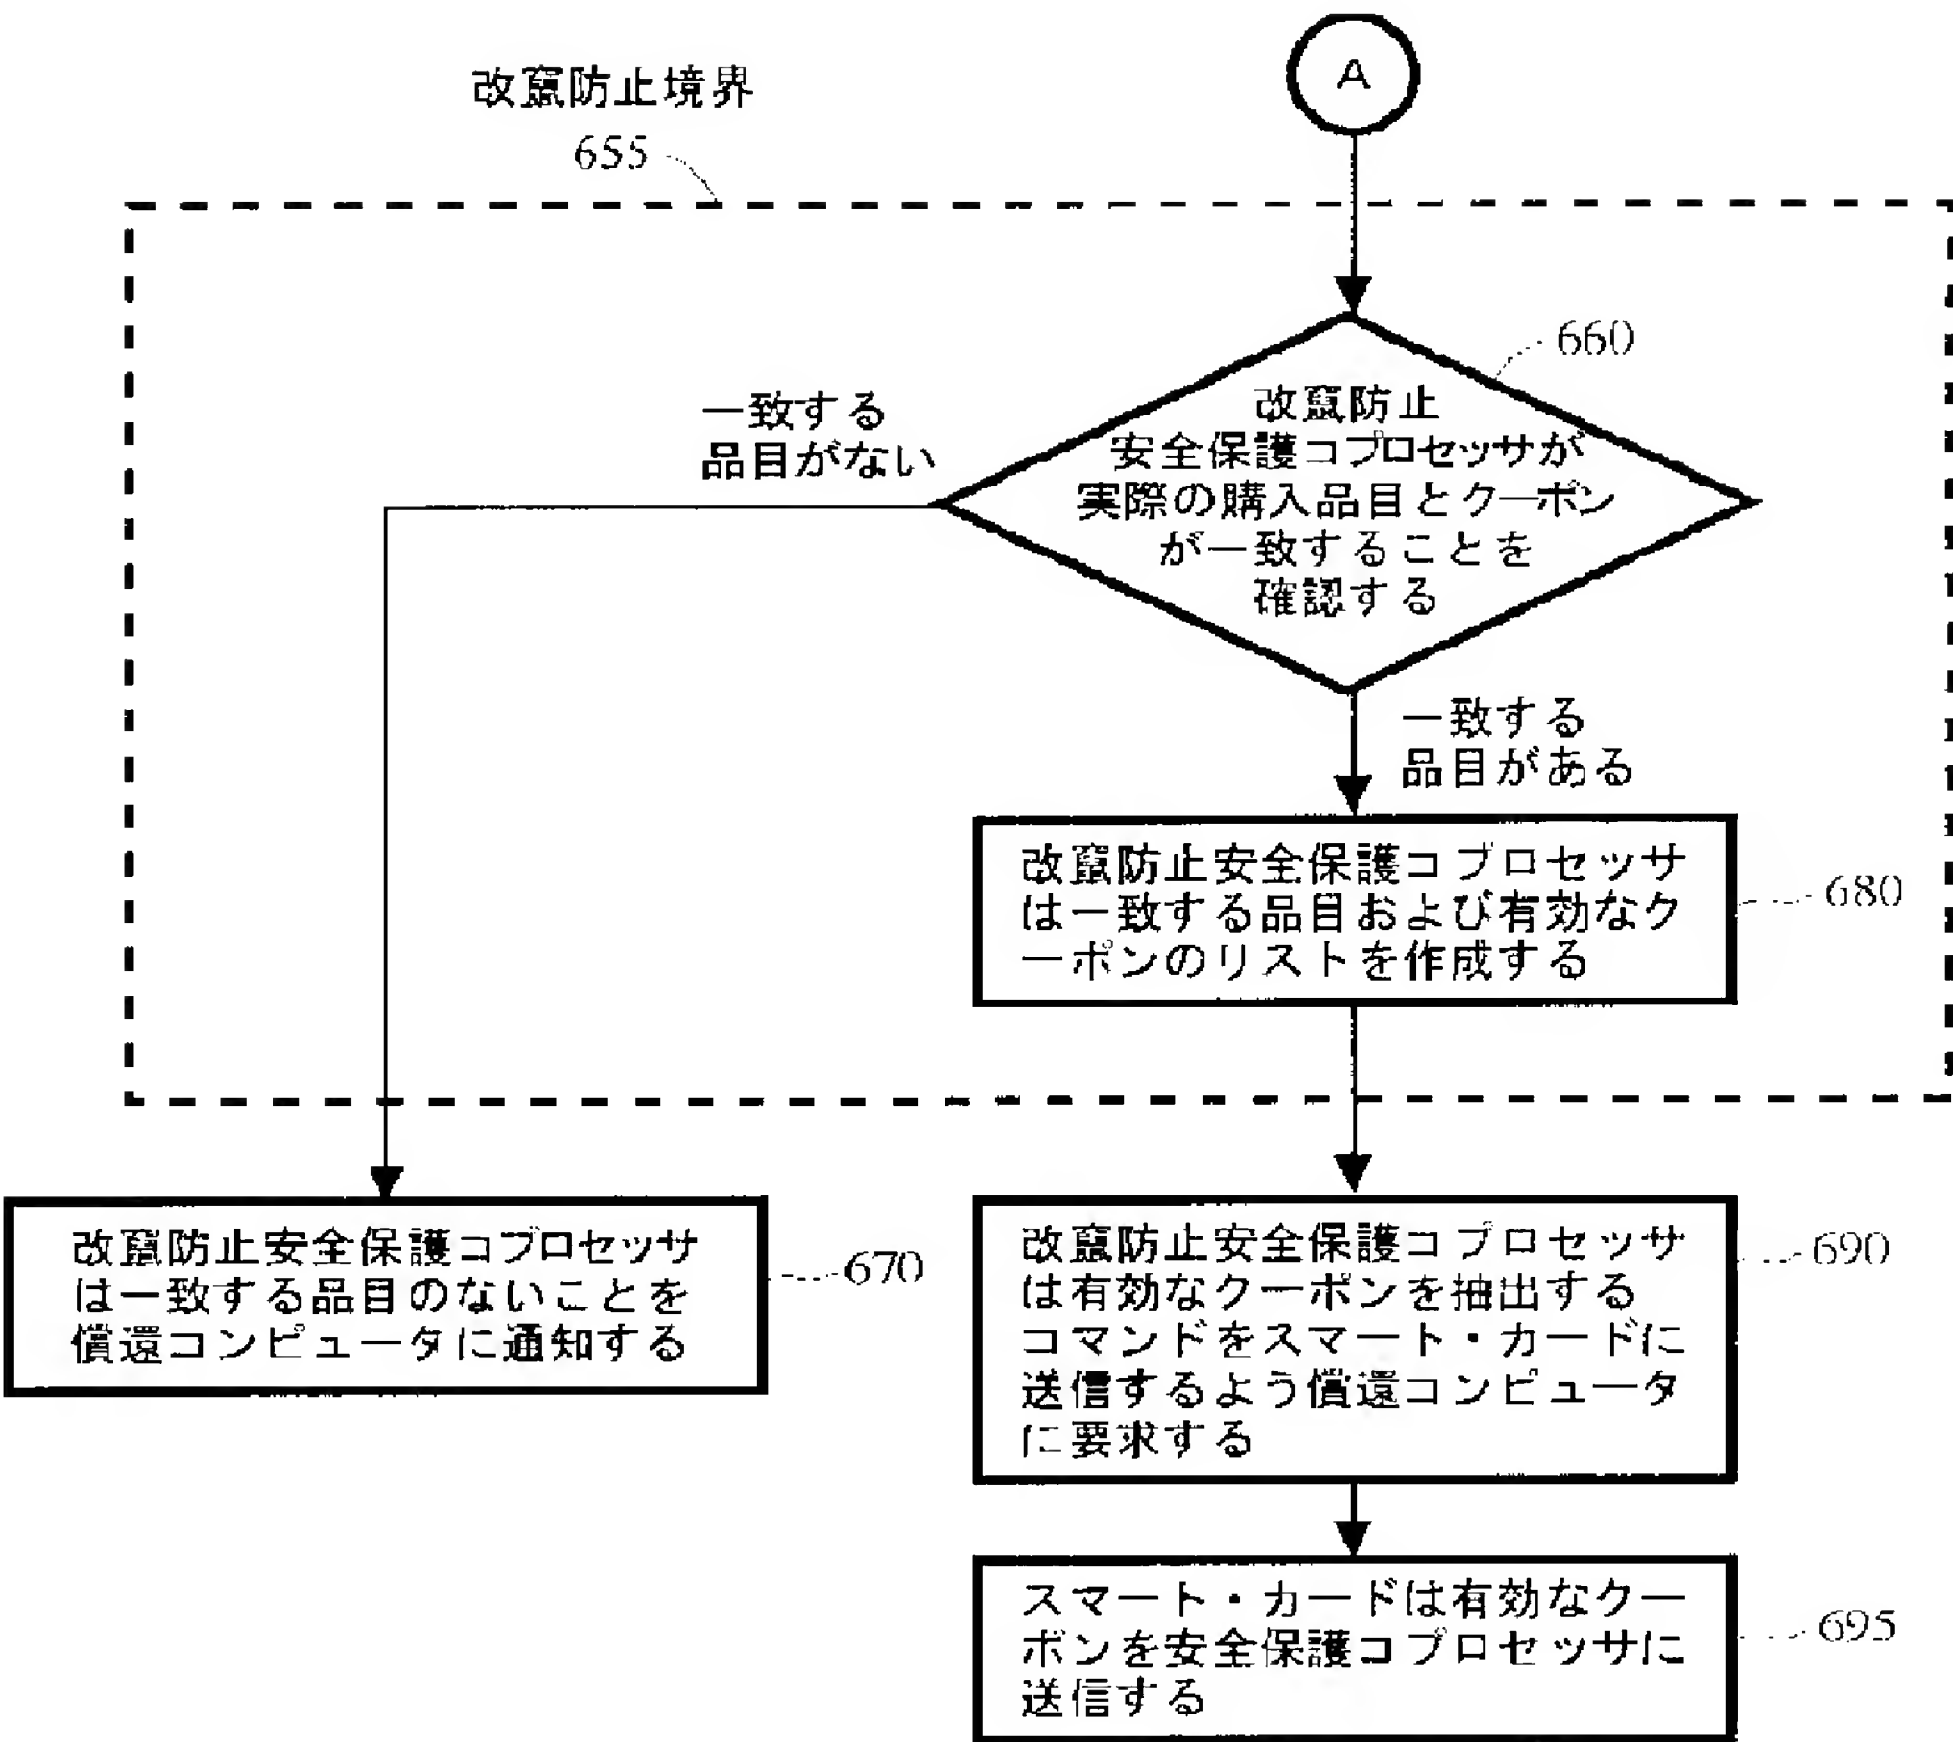 A
改竄防止境界
655
660
改竄防止
安全保護コプロセッサが
実際の購入品目とクーポン
が一致することを
確認する
一致する
品目がない
一致する
品目がある
改竄防止安全保護コプロセッサ
は一致する品目および有効なク
ーポンのリストを作成する
680
改竄防止安全保護コプロセッサ
は一致する品目のないことを
償還コンピュータに通知する
670
改竄防止安全保護コプロセッサ
は有効なクーポンを抽出する
コマンドをスマート・カードに
送信するよう償還コンピュータ
に要求する
690
スマート・カードは有効なクー
ポンを安全保護コプロセッサに
送信する
695